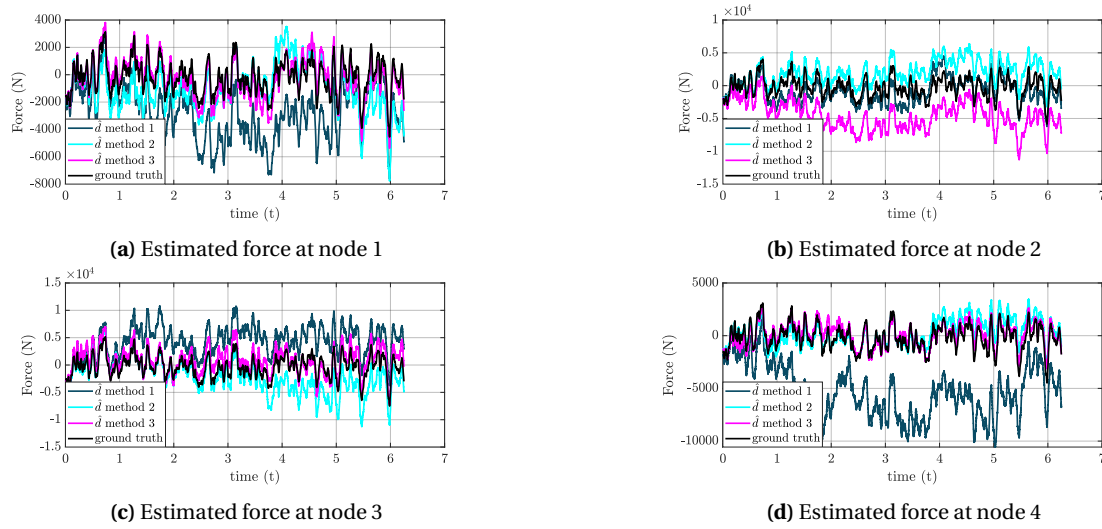 4000
2000
0
-2000
-4000
-6000
-8000
Force (N)
d̂ method 1
d̂ method 2
d̂ method 3
ground truth
0 1 2 3 4 5 6 7
time (t)
(a) Estimated force at node 1
×10⁴
1.5
1
0.5
0
-0.5
-1
-1.5
Force (N)
d̂ method 1
d̂ method 2
d̂ method 3
ground truth
0 1 2 3 4 5 6 7
time (t)
(b) Estimated force at node 2
×10⁴
1.5
1
0.5
0
-0.5
-1
-1.5
Force (N)
d̂ method 1
d̂ method 2
d̂ method 3
ground truth
0 1 2 3 4 5 6 7
time (t)
(c) Estimated force at node 3
5000
0
-5000
-10000
Force (N)
d̂ method 1
d̂ method 2
d̂ method 3
ground truth
0 1 2 3 4 5 6 7
time (t)
(d) Estimated force at node 4